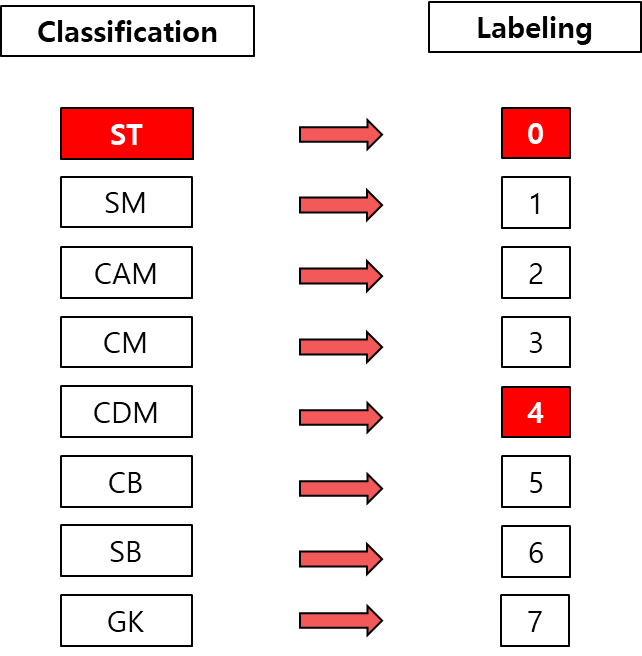 Classification Labeling
ST 0
SM 1
CAM 2
CM 3
CDM 4
CB 5
SB 6
GK 7